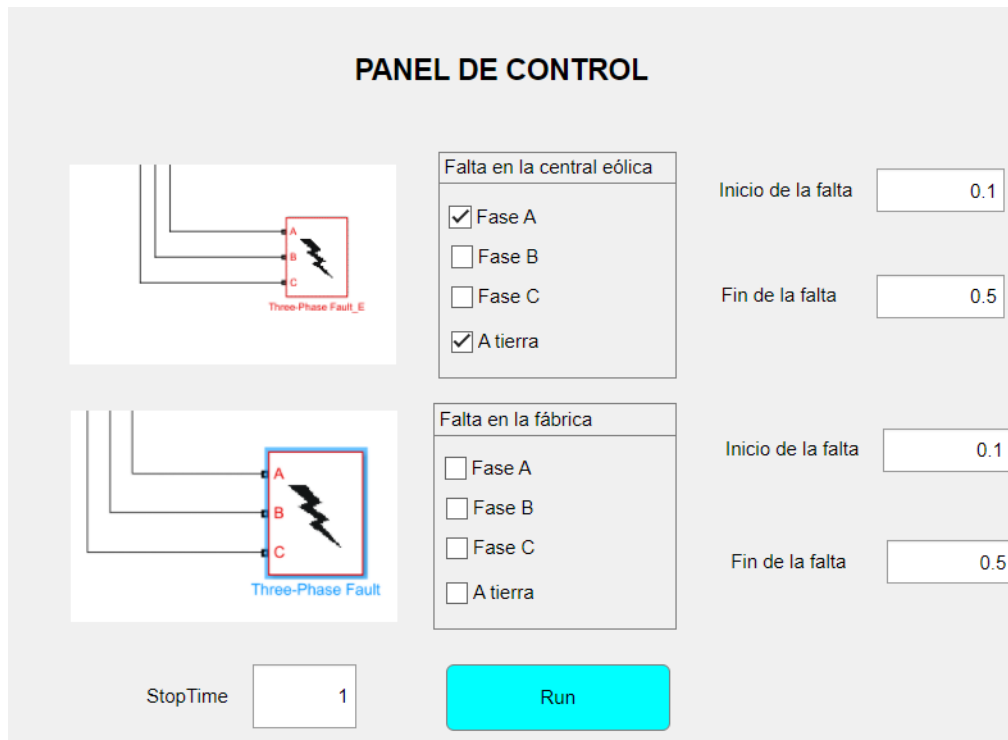 PANEL DE CONTROL
A
B
C
Three-Phase Fault_E
Falta en la central eólica
Fase A
Fase B
Fase C
A tierra
Inicio de la falta 0.1
Fin de la falta 0.5
A
B
C
Three-Phase Fault
Falta en la fábrica
Fase A
Fase B
Fase C
A tierra
Inicio de la falta 0.1
Fin de la falta 0.5
StopTime 1
Run